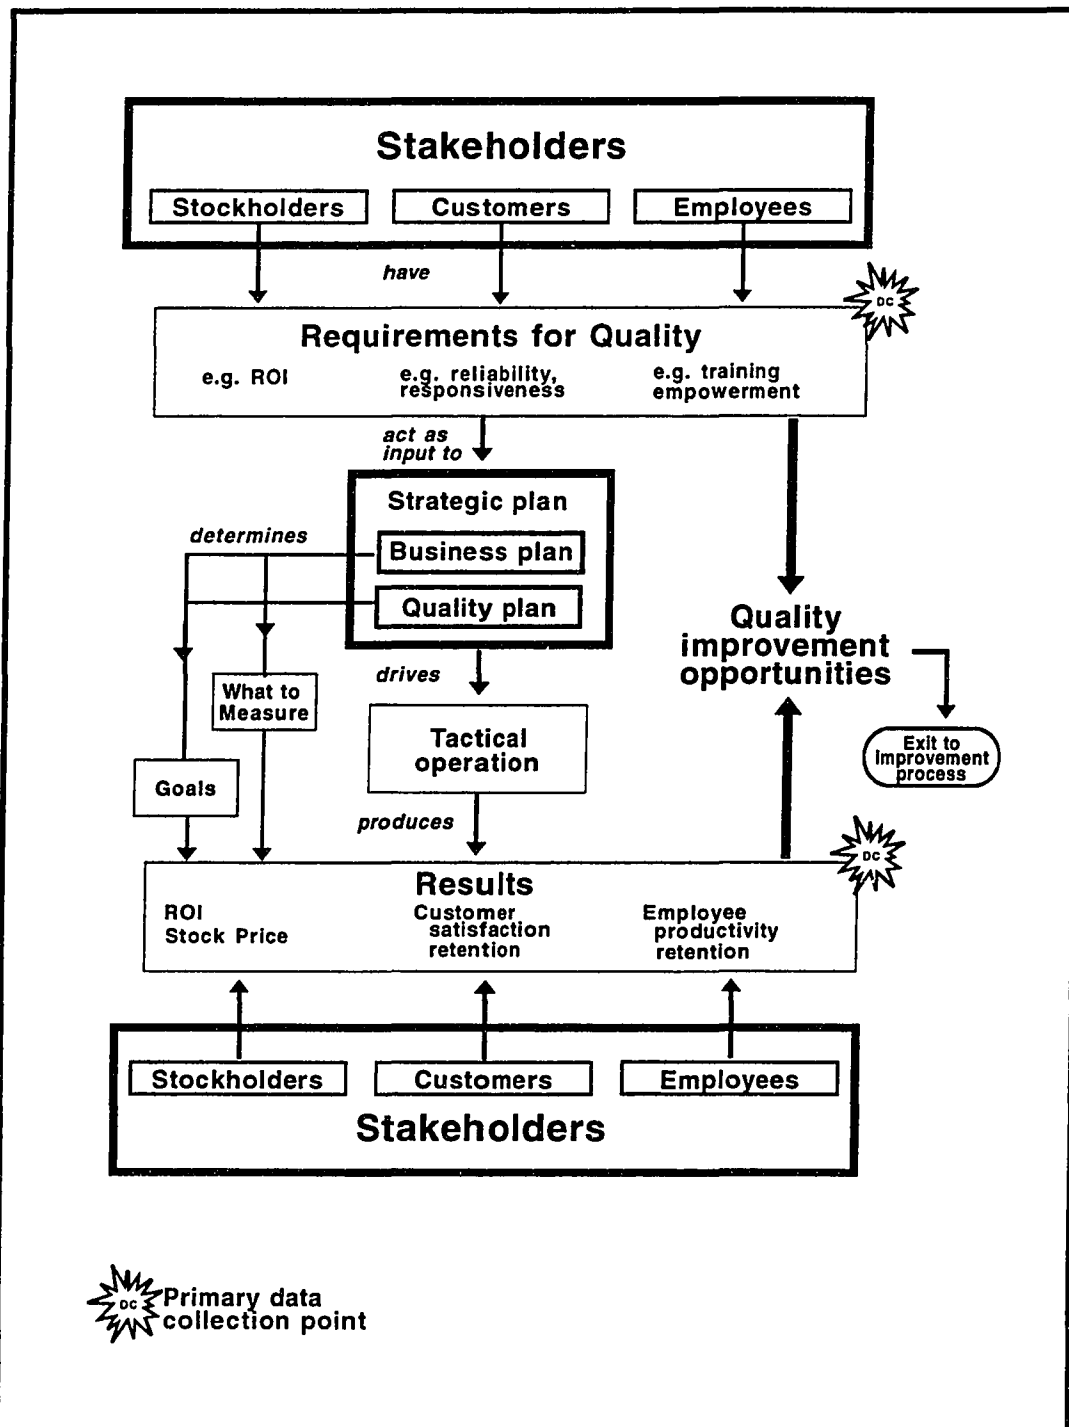 Stakeholders
Stockholders
Customers
Employees
have
DC
Requirements for Quality
e.g. ROI
e.g. reliability,
responsiveness
e.g. training
empowerment
act as
input to
Strategic plan
determines
Business plan
Quality plan
Quality
improvement
opportunities
drives
What to
Measure
Tactical
operation
Exit to
improvement
process
Goals
produces
DC
Results
ROI
Stock Price
Customer
satisfaction
retention
Employee
productivity
retention
Stockholders
Customers
Employees
Stakeholders
DC
Primary data
collection point